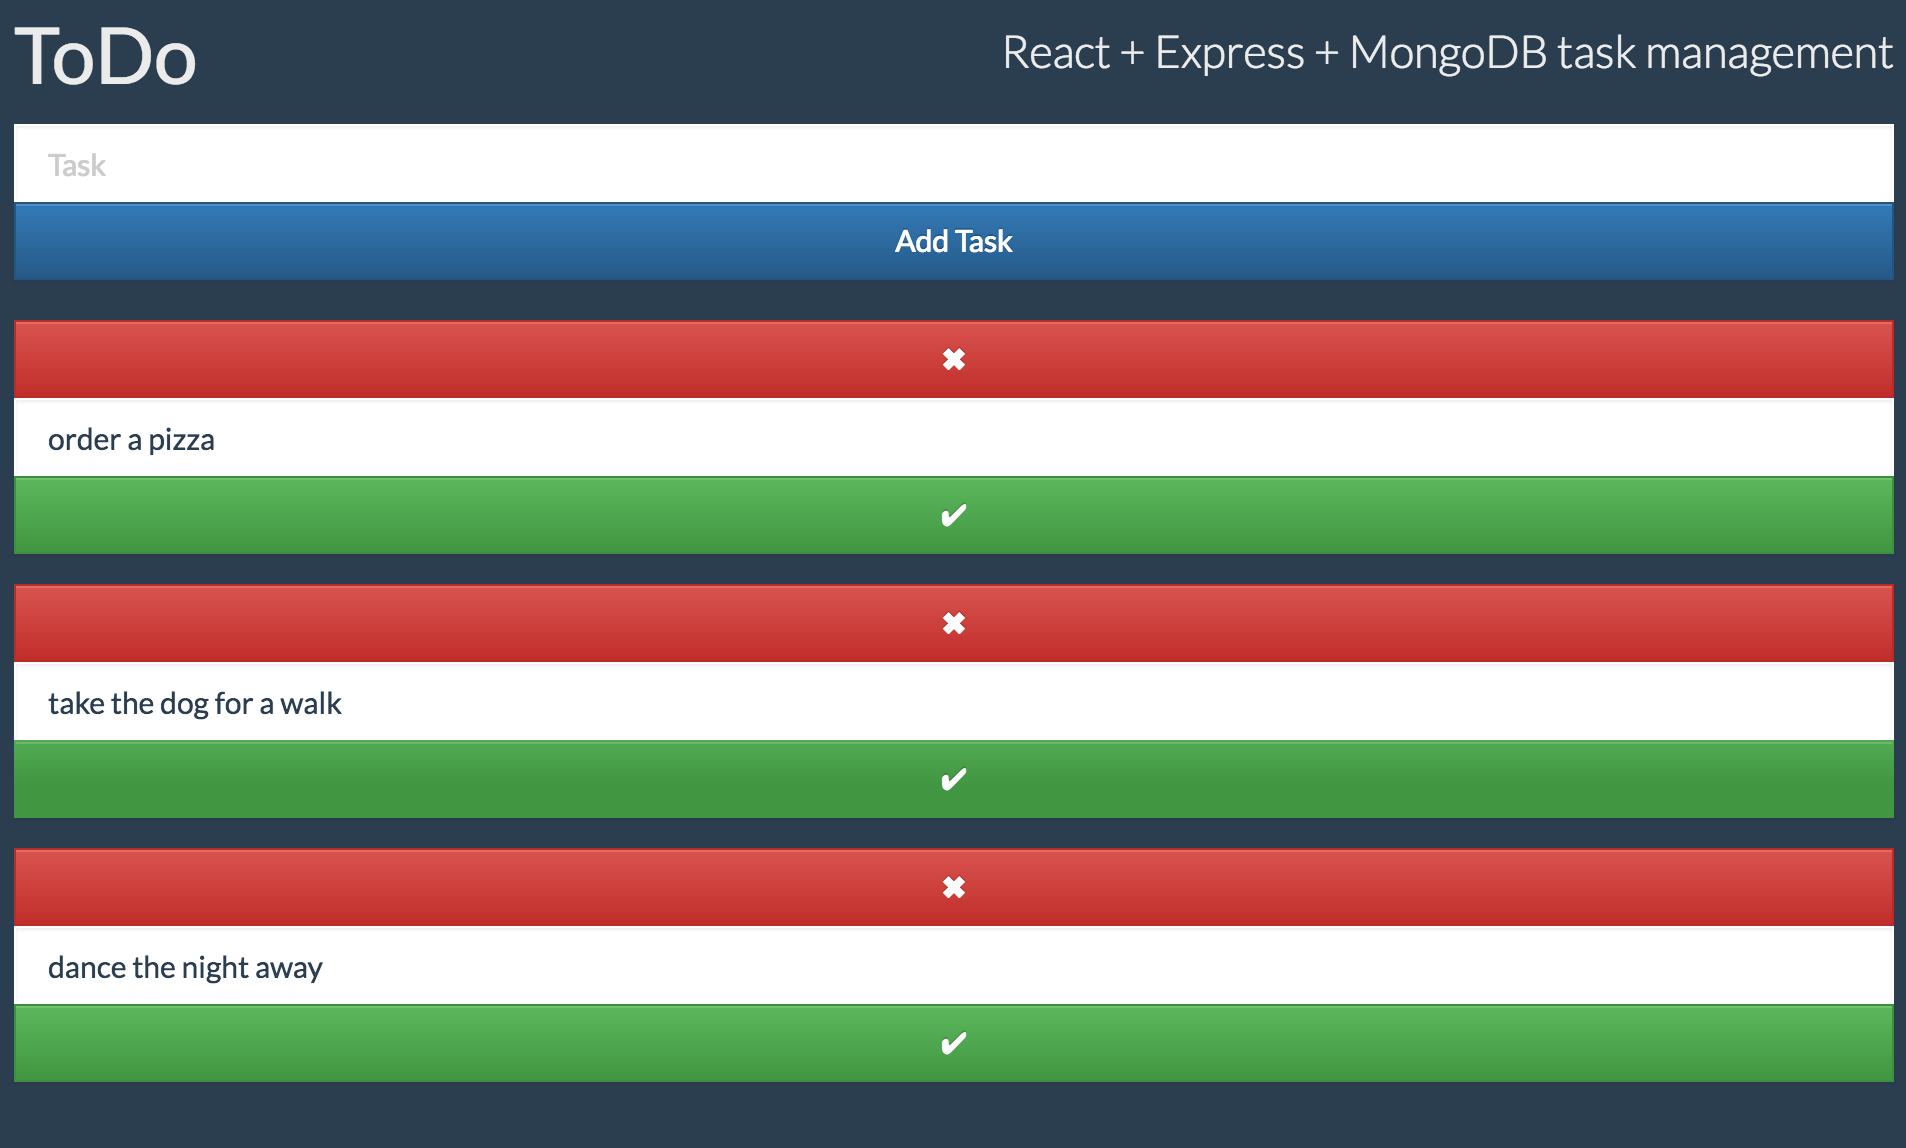 ToDo
React + Express + MongoDB task management
Task
Add Task
✖
order a pizza
✔
✖
take the dog for a walk
✔
✖
dance the night away
✔